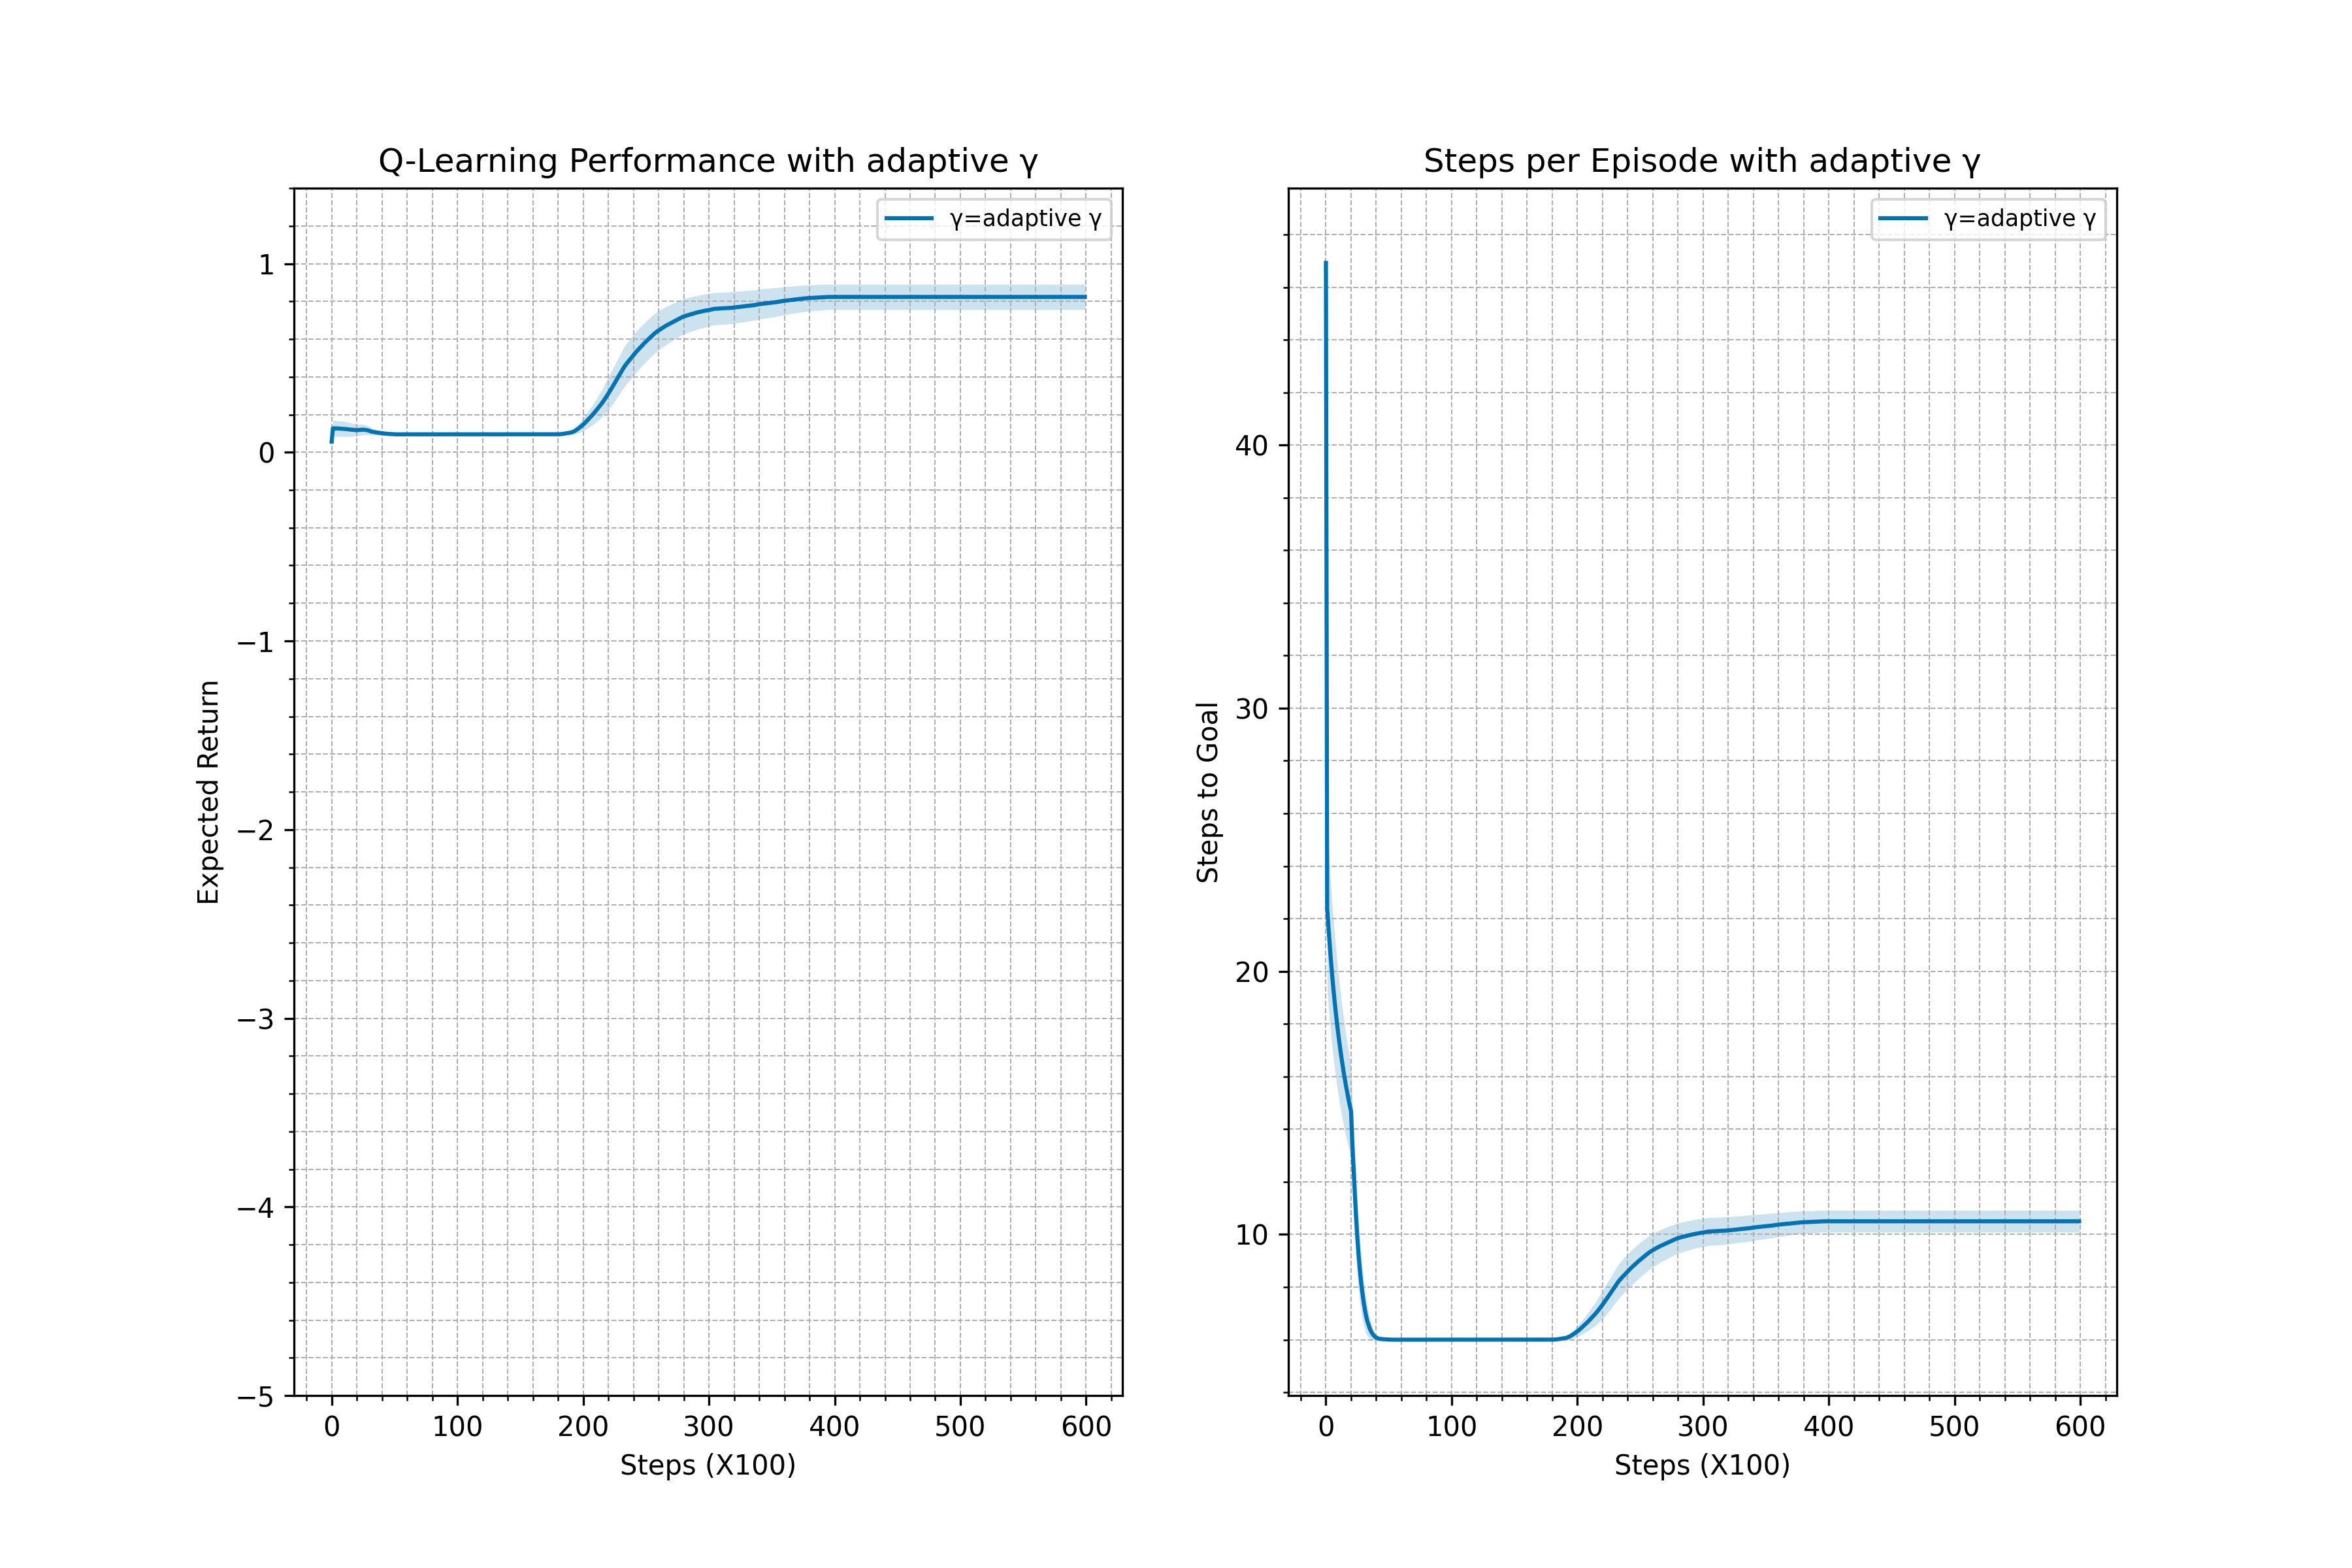 Q-Learning Performance with adaptive γ
γ=adaptive γ
1
0
−1
−2
−3
−4
−5
Expected Return
0 100 200 300 400 500 600
Steps (X100)
Steps per Episode with adaptive γ
γ=adaptive γ
40
30
20
10
Steps to Goal
0 100 200 300 400 500 600
Steps (X100)